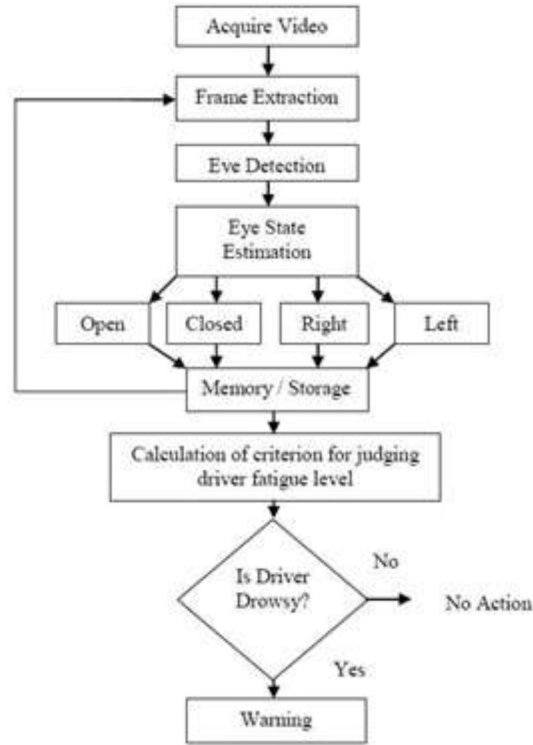 Acquire Video
Frame Extraction
Eve Detection
Eye State
Estimation
Open
Closed
Right
Left
Memory / Storage
Calculation of criterion for judging
driver fatigue level
Is Driver
Drowsy?
No
No Action
Yes
Warning